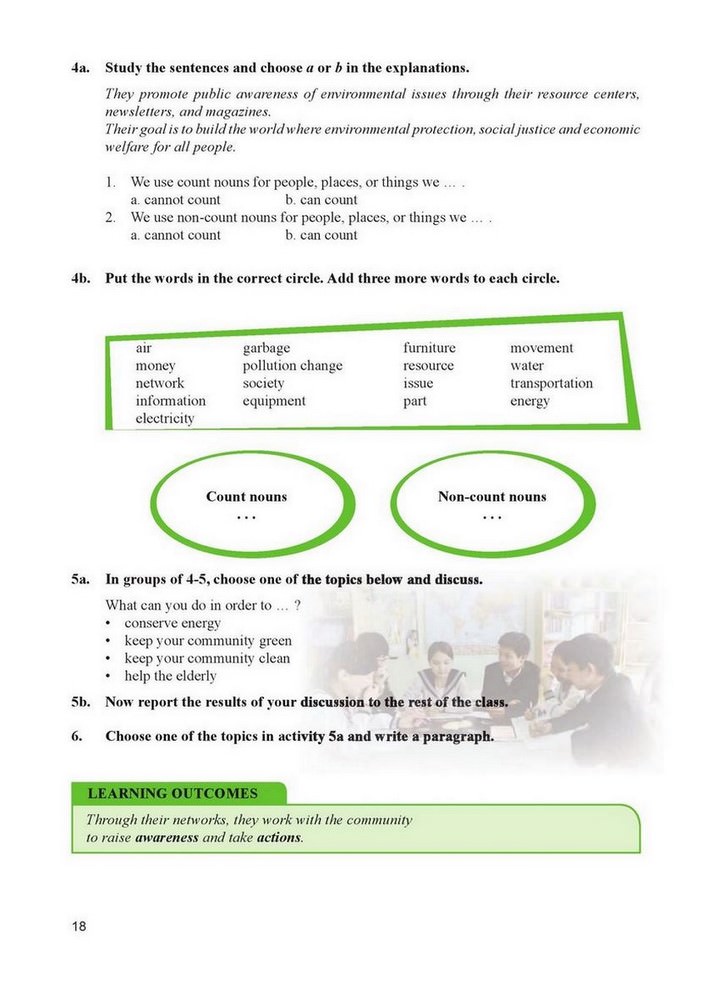 4a. Study the sentences and choose a or b in the explanations.
They promote public awareness of environmental issues through their resource centers,
newsletters, and magazines.
Their goal is to build the world where environmental protection, social justice and economic
welfare for all people.
1. We use count nouns for people, places, or things we ... .
a. cannot count b. can count
2. We use non-count nouns for people, places, or things we ... .
a. cannot count b. can count
4b. Put the words in the correct circle. Add three more words to each circle.
air garbage furniture movement
money pollution change resource water
network society issue transportation
information equipment part energy
electricity
Count nouns Non-count nouns
... ...
5a. In groups of 4-5, choose one of the topics below and discuss.
What can you do in order to ... ?
• conserve energy
• keep your community green
• keep your community clean
• help the elderly
5b. Now report the results of your discussion to the rest of the class.
6. Choose one of the topics in activity 5a and write a paragraph.
LEARNING OUTCOMES
Through their networks, they work with the community
to raise awareness and take actions.
18